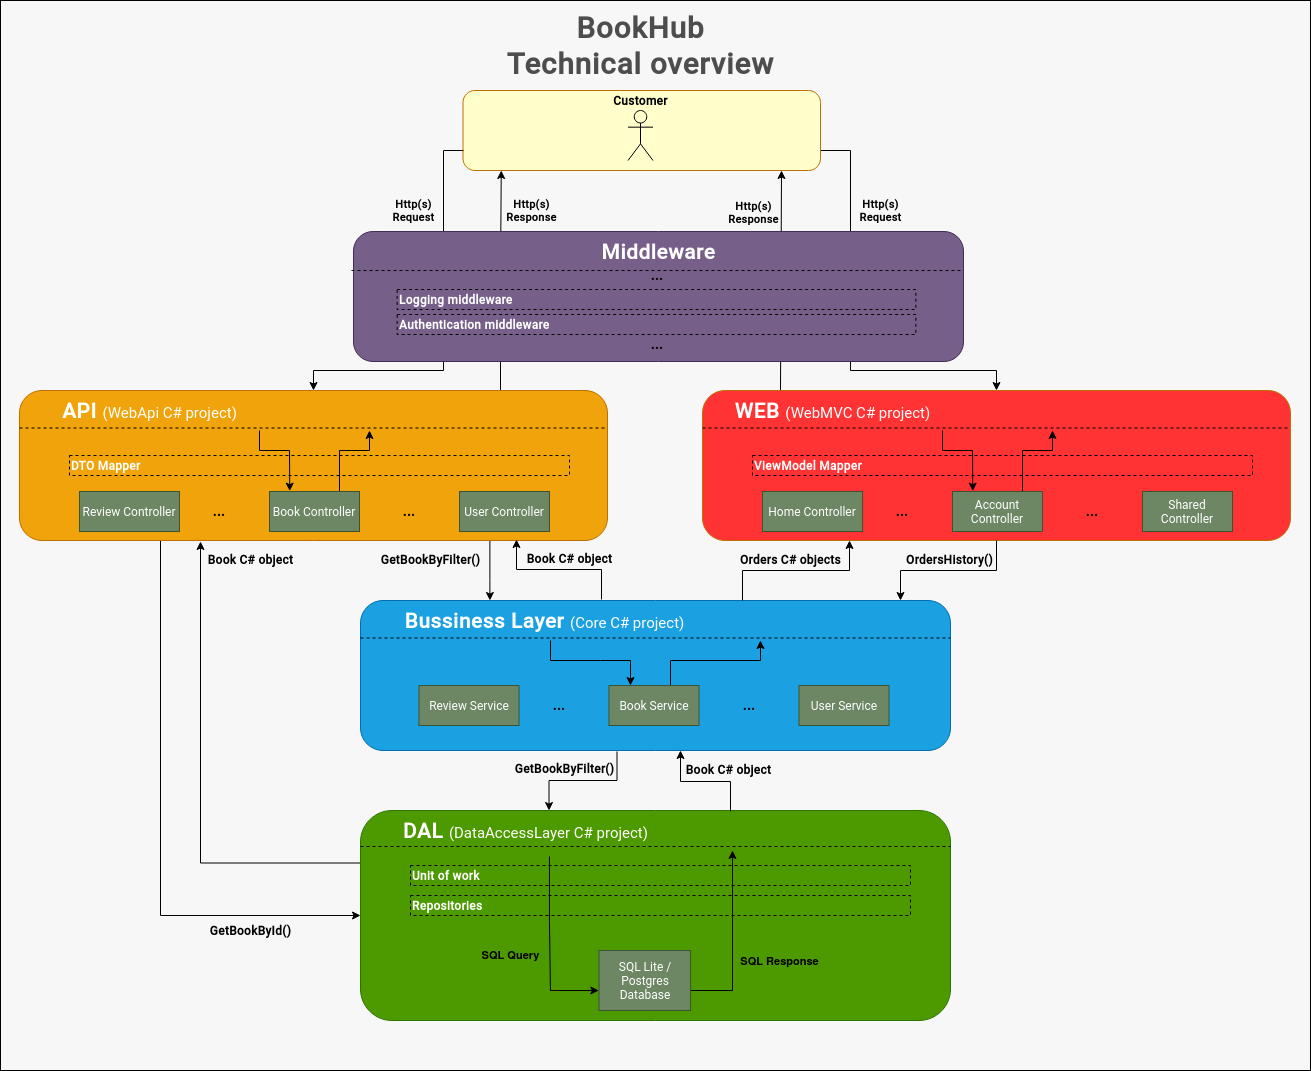 BookHub
Technical overview
Customer
Http(s)
Request
Http(s)
Response
Http(s)
Response
Http(s)
Request
Middleware
...
Logging middleware
Authentication middleware
...
API (WebApi C# project)
DTO Mapper
Review Controller
...
Book Controller
...
User Controller
WEB (WebMVC C# project)
ViewModel Mapper
Home Controller
...
Account
Controller
...
Shared
Controller
Book C# object
GetBookByFilter()
Book C# object
Orders C# objects
OrdersHistory()
Bussiness Layer (Core C# project)
Review Service
...
Book Service
...
User Service
GetBookByFilter()
Book C# object
DAL (DataAccessLayer C# project)
Unit of work
Repositories
GetBookById()
SQL Query
SQL Lite /
Postgres
Database
SQL Response